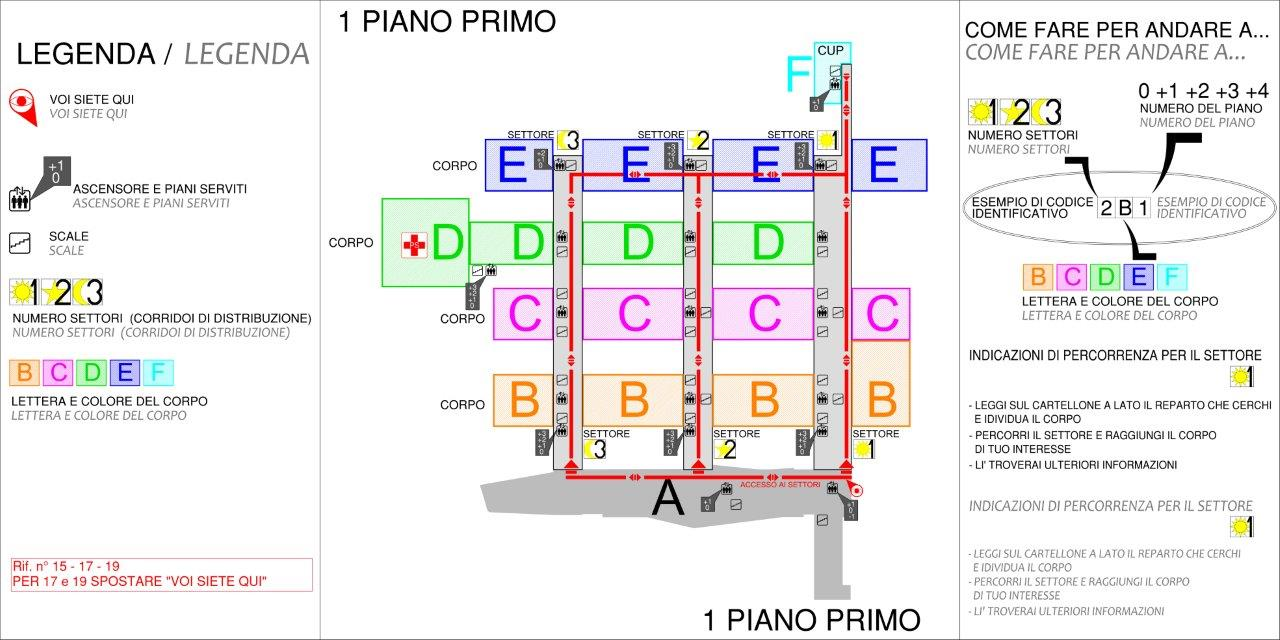 LEGENDA / LEGENDA
VOI SIETE QUI
VOI SIETE QUI
+1
0
ASCENSORE E PIANI SERVITI
ASCENSORE E PIANI SERVITI
SCALE
SCALE
1 2 3
NUMERO SETTORI (CORRIDOI DI DISTRIBUZIONE)
NUMERO SETTORI (CORRIDOI DI DISTRIBUZIONE)
B C D E F
LETTERA E COLORE DEL CORPO
LETTERA E COLORE DEL CORPO
Rif. n° 15 - 17 - 19
PER 17 e 19 SPOSTARE "VOI SIETE QUI"
1 PIANO PRIMO
CUP
F
+1
0
SETTORE 3
SETTORE 2
SETTORE 1
CORPO E E E E
CORPO PS D D D D
CORPO C C C C
CORPO B B B B
SETTORE 3
SETTORE 2
SETTORE 1
ACCESSO AI SETTORI
A
+1
0
+1
0
-1
1 PIANO PRIMO
COME FARE PER ANDARE A...
COME FARE PER ANDARE A...
0 +1 +2 +3 +4
NUMERO DEL PIANO
NUMERO DEL PIANO
1 2 3
NUMERO SETTORI
NUMERO SETTORI
ESEMPIO DI CODICE
IDENTIFICATIVO
2 B 1
ESEMPIO DI CODICE
IDENTIFICATIVO
B C D E F
LETTERA E COLORE DEL CORPO
LETTERA E COLORE DEL CORPO
INDICAZIONI DI PERCORRENZA PER IL SETTORE
1
- LEGGI SUL CARTELLONE A LATO IL REPARTO CHE CERCHI
E IDIVIDUA IL CORPO
- PERCORRI IL SETTORE E RAGGIUNGI IL CORPO
DI TUO INTERESSE
- LI' TROVERAI ULTERIORI INFORMAZIONI
INDICAZIONI DI PERCORRENZA PER IL SETTORE
1
- LEGGI SUL CARTELLONE A LATO IL REPARTO CHE CERCHI
E IDIVIDUA IL CORPO
- PERCORRI IL SETTORE E RAGGIUNGI IL CORPO
DI TUO INTERESSE
- LI' TROVERAI ULTERIORI INFORMAZIONI